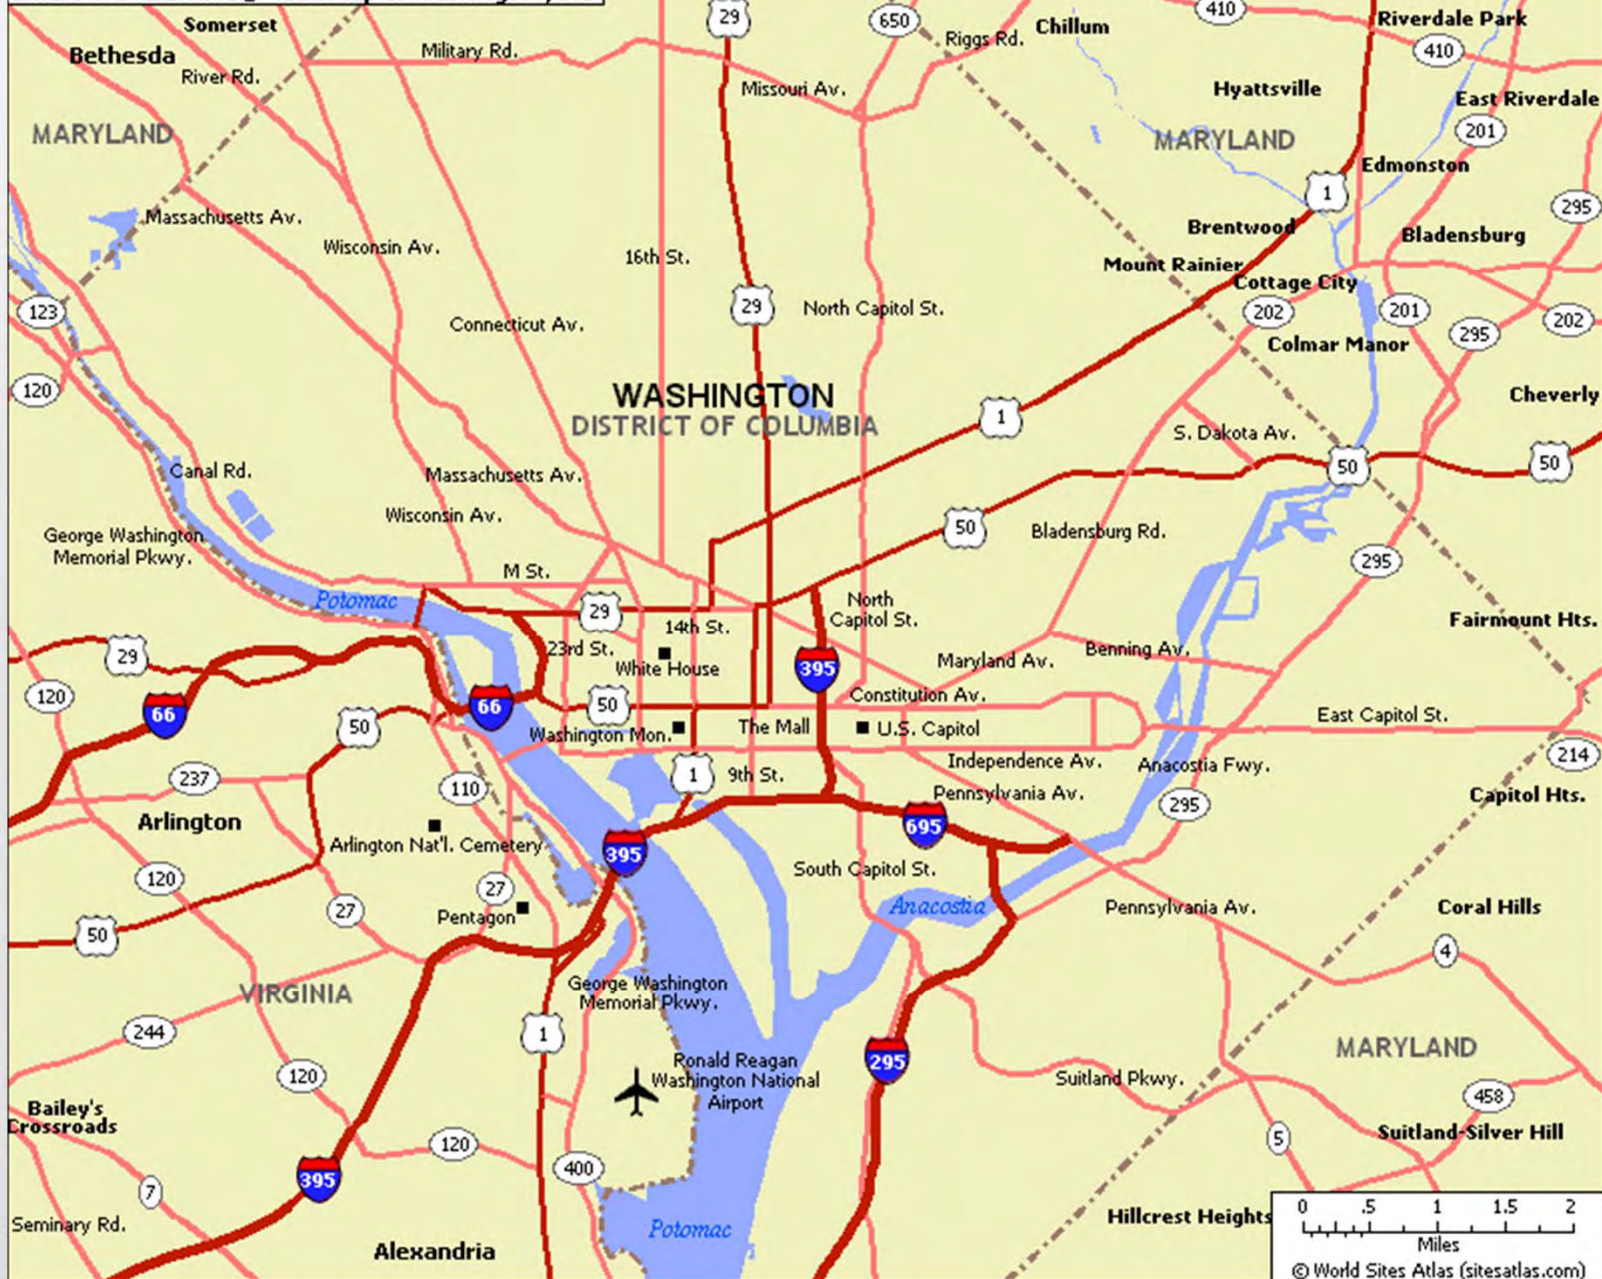 29
650
410
Riverdale Park
Somerset
Chillum
Riggs Rd.
410
Bethesda
Military Rd.
River Rd.
Missouri Av.
Hyattsville
East Riverdale
201
MARYLAND
MARYLAND
Edmonston
1
295
Massachusetts Av.
Brentwood
Bladensburg
Wisconsin Av.
16th St.
Mount Rainier
Cottage City
123
29
North Capitol St.
202
201
202
Connecticut Av.
295
Colmar Manor
120
WASHINGTON
DISTRICT OF COLUMBIA
Cheverly
1
S. Dakota Av.
Canal Rd.
Massachusetts Av.
50
50
Wisconsin Av.
50
Bladensburg Rd.
George Washington
Memorial Pkwy.
295
M St.
Potomac
29
North
Capitol St.
14th St.
Fairmount Hts.
29
23rd St.
White House
395
Maryland Av.
Benning Av.
120
66
66
50
Constitution Av.
50
Washington Mon.
The Mall
U.S. Capitol
East Capitol St.
214
237
110
1
9th St.
Independence Av.
Anacostia Fwy.
Pennsylvania Av.
295
Capitol Hts.
Arlington
695
Arlington Nat'l. Cemetery
395
South Capitol St.
120
27
27
Pentagon
Anacostia
Pennsylvania Av.
Coral Hills
50
4
VIRGINIA
George Washington
Memorial Pkwy.
244
1
295
MARYLAND
Ronald Reagan
Washington National
Airport
120
Suitland Pkwy.
458
Bailey's
Crossroads
5
Suitland-Silver Hill
120
400
395
7
Seminary Rd.
Potomac
Hillcrest Heights
Alexandria
0 .5 1 1.5 2
Miles
© World Sites Atlas (sitesatlas.com)